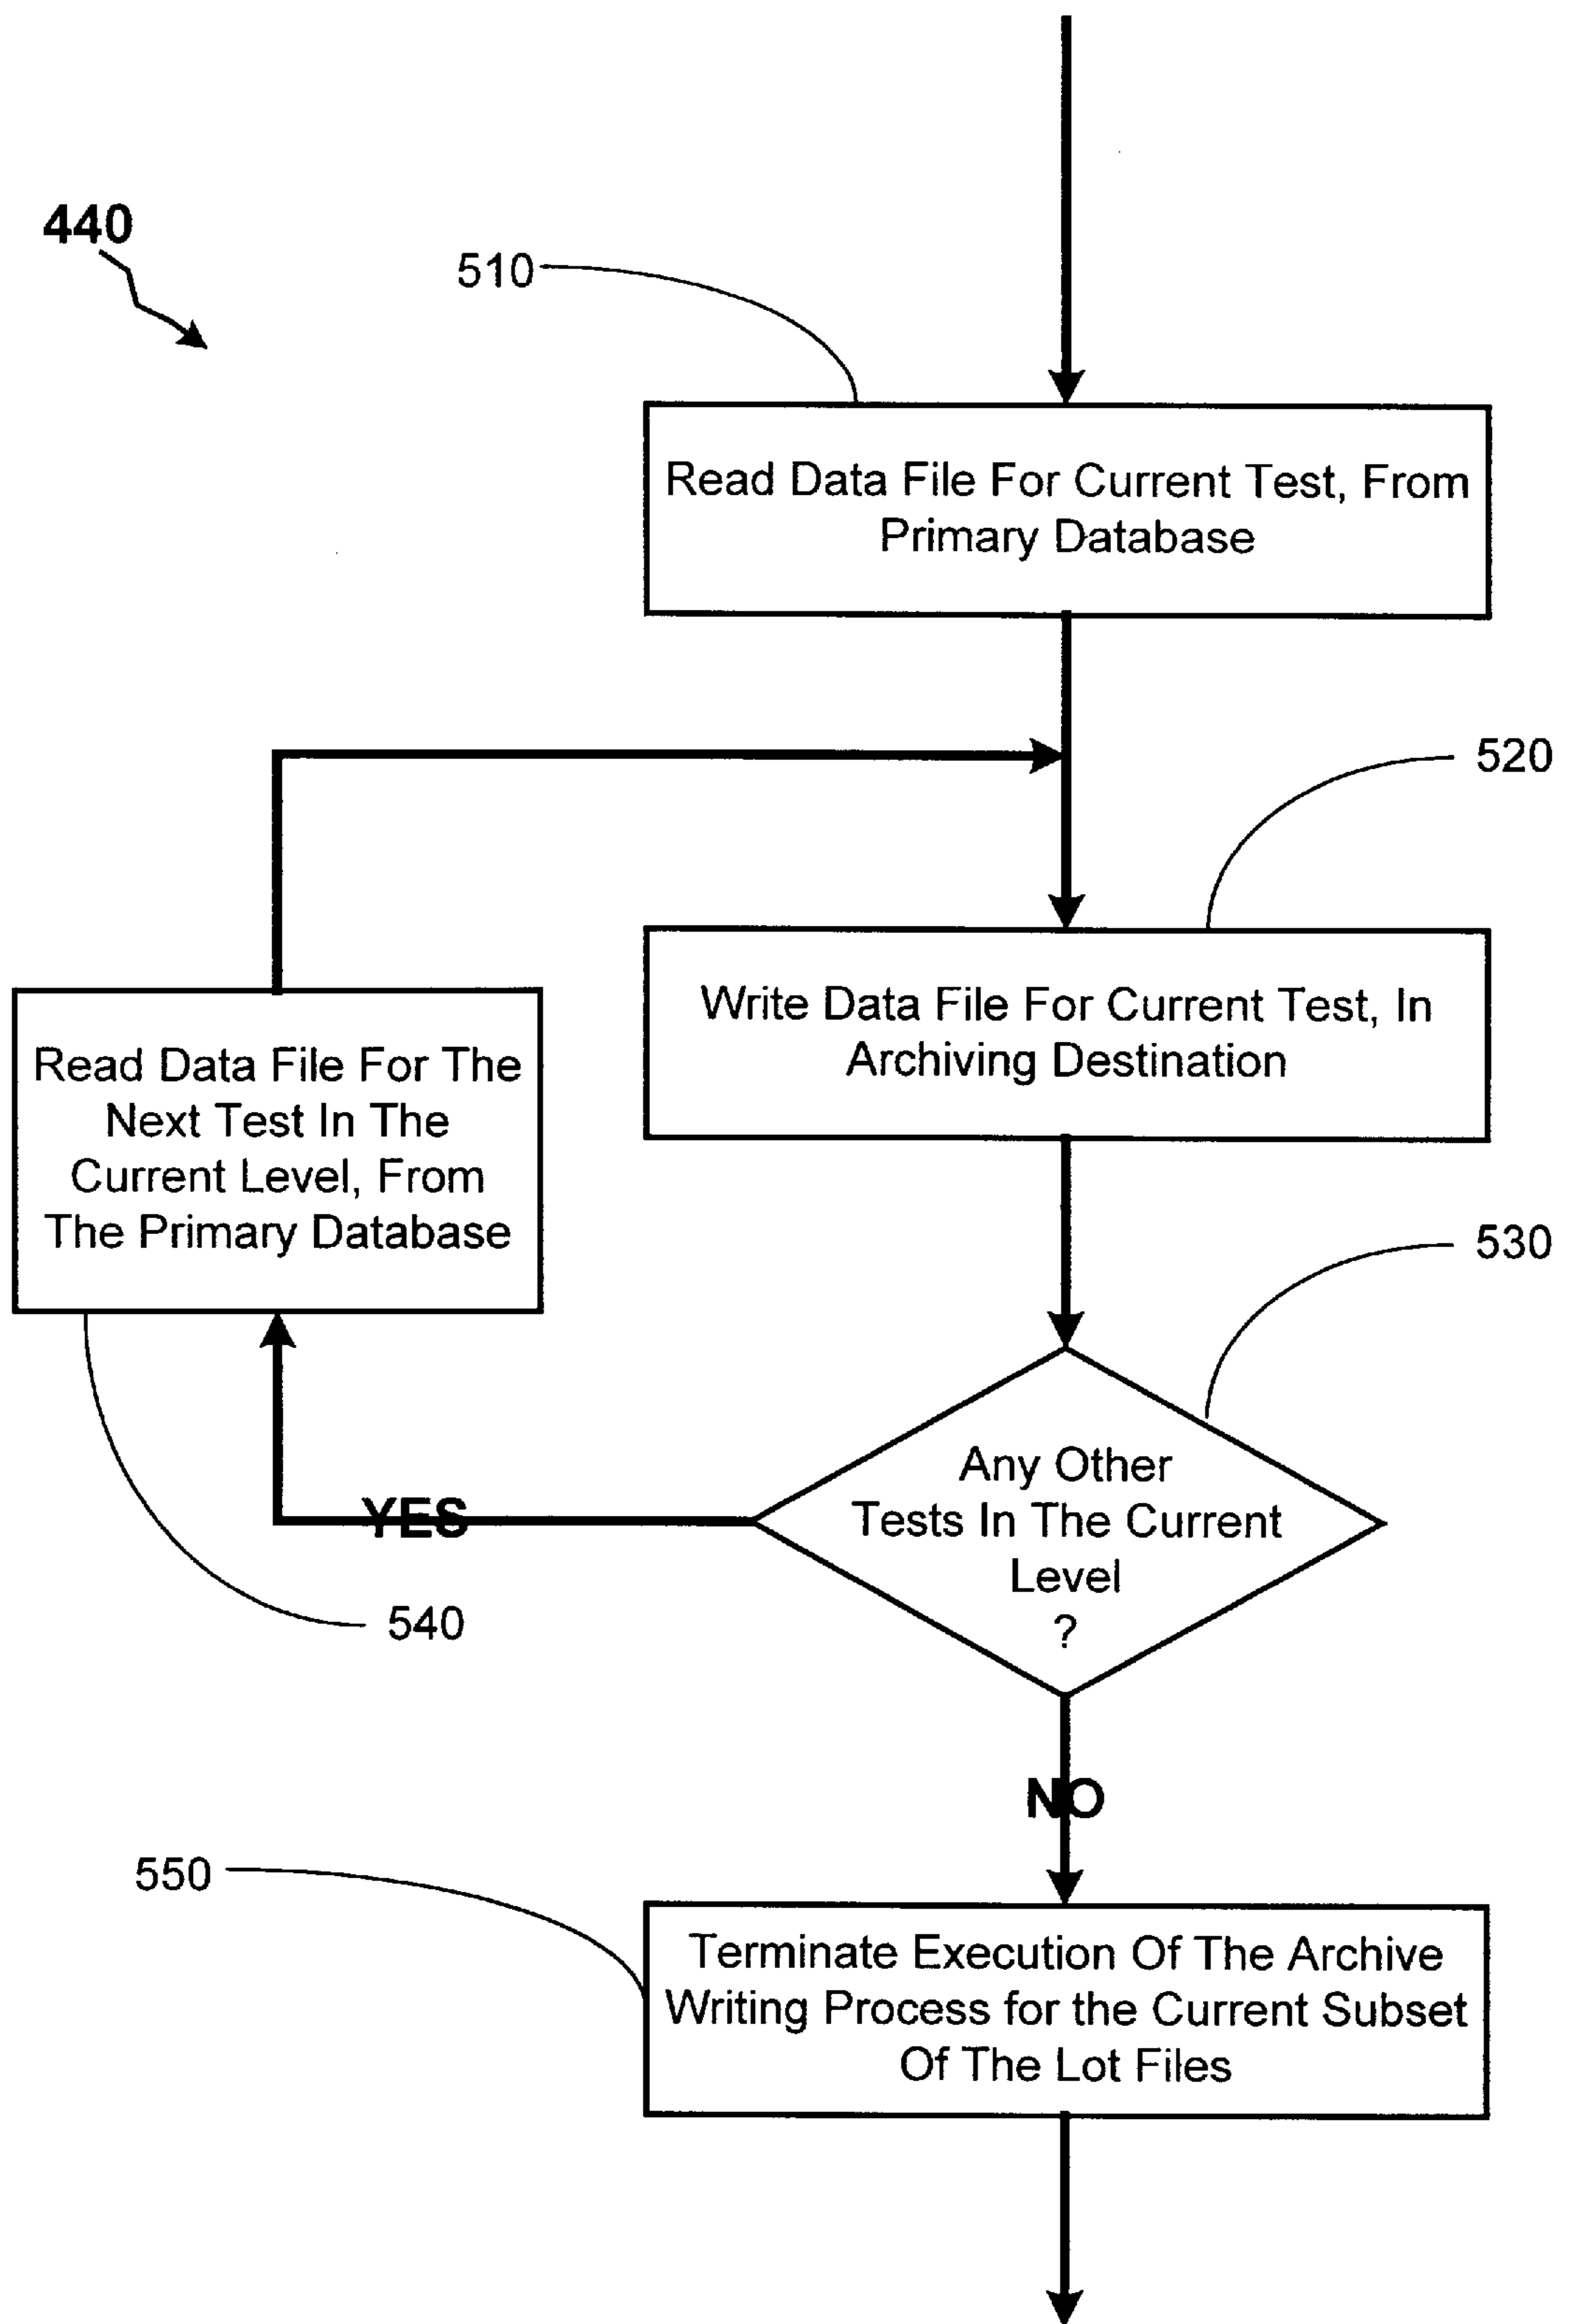 440
510
Read Data File For Current Test, From
Primary Database
520
Write Data File For Current Test, In
Archiving Destination
Read Data File For The
Next Test In The
Current Level, From
The Primary Database
530
Any Other
Tests In The Current
Level
?
YES
540
NO
550
Terminate Execution Of The Archive
Writing Process for the Current Subset
Of The Lot Files